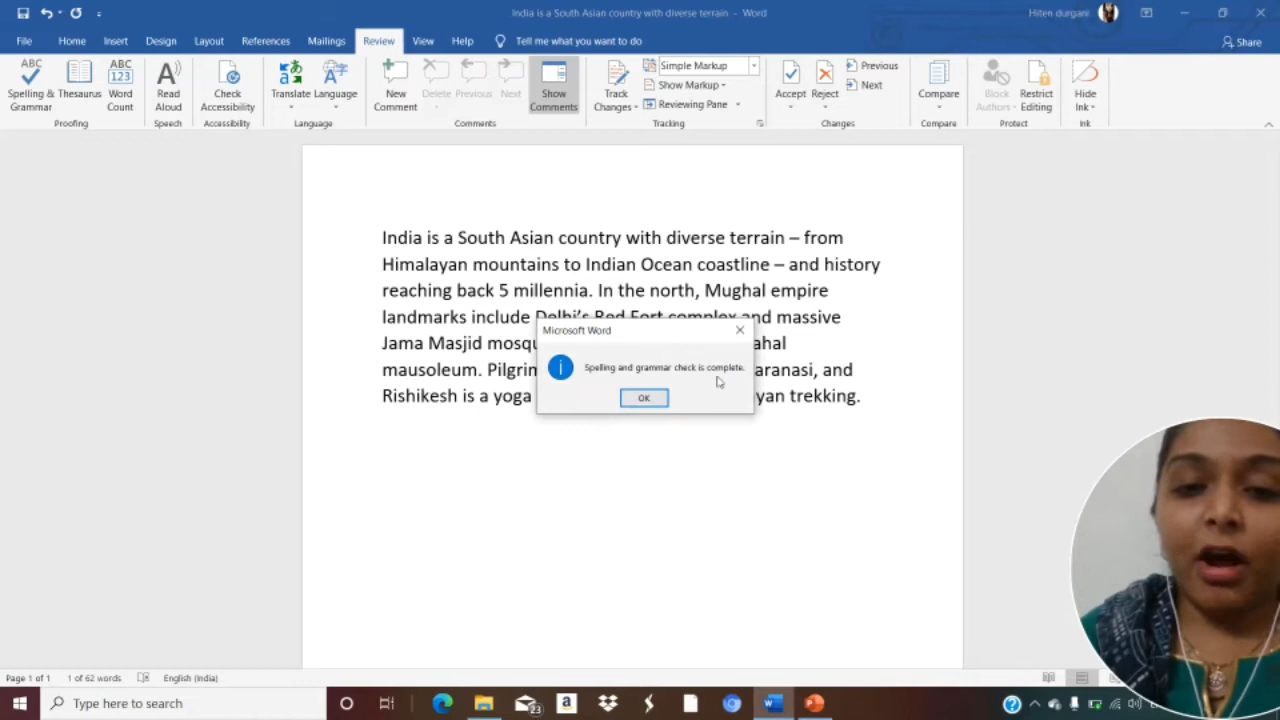 India is a South Asian country with diverse terrain - Word
Hiten durgani
File Home Insert Design Layout References Mailings Review View Help Tell me what you want to do
Share
Spelling & Grammar
Thesaurus
Word Count
Read Aloud
Check Accessibility
Translate
Language
New Comment
Delete
Previous
Next
Show Comments
Track Changes
Simple Markup
Show Markup
Reviewing Pane
Accept
Reject
Previous
Next
Compare
Block Authors
Restrict Editing
Hide Ink
Proofing Speech Accessibility Language Comments Tracking Changes Compare Protect Ink
India is a South Asian country with diverse terrain – from
Himalayan mountains to Indian Ocean coastline – and history
reaching back 5 millennia. In the north, Mughal empire
landmarks include Delhi's Red Fort complex and massive
Jama Masjid
mausoleum.
Rishikesh is a yoga
and
trekking.
Microsoft Word
Spelling and grammar check is complete.
OK
Page 1 of 1 1 of 62 words English (India)
Type here to search
23